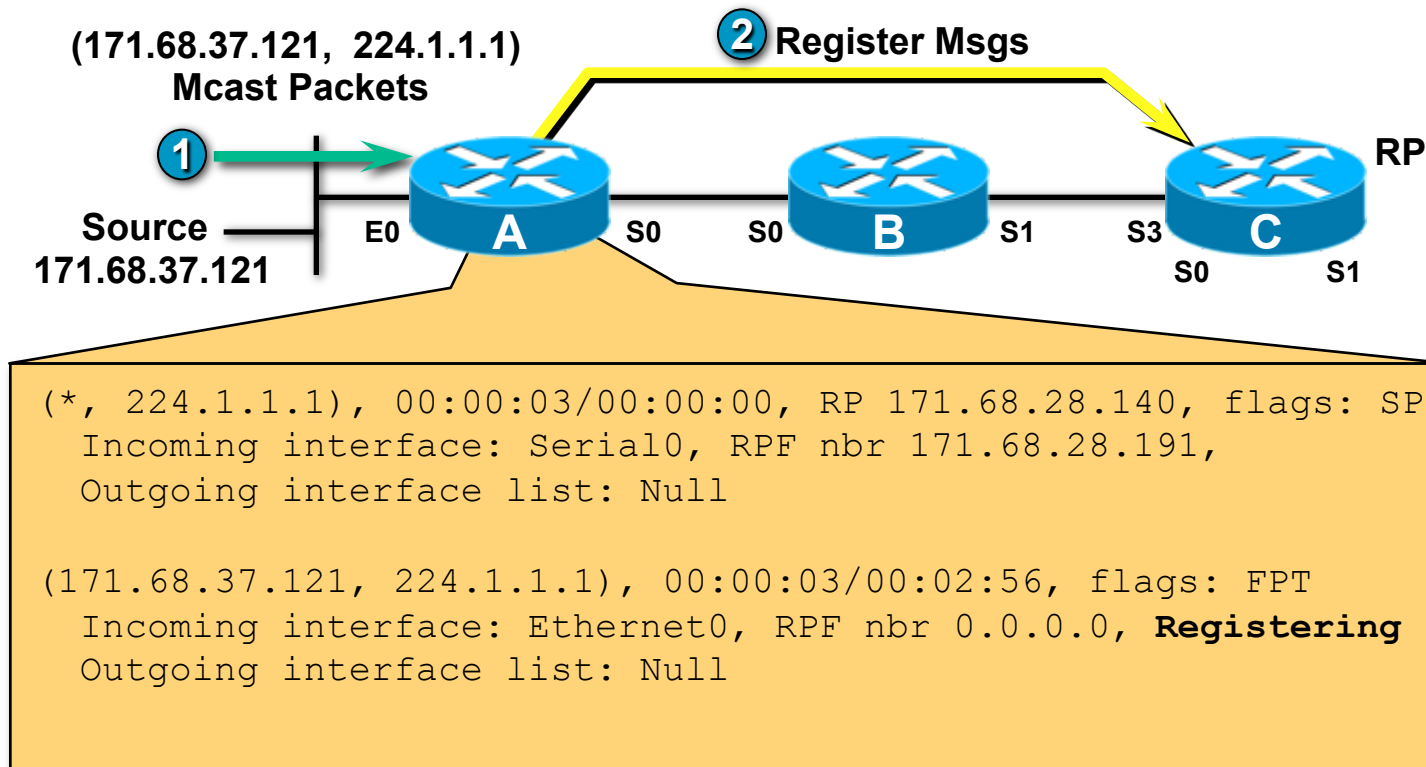 (171.68.37.121, 224.1.1.1)
Mcast Packets
2 Register Msgs
1
RP
Source
171.68.37.121
E0
A
S0
S0
B
S1
S3
C
S0
S1
(*, 224.1.1.1), 00:00:03/00:00:00, RP 171.68.28.140, flags: SP
Incoming interface: Serial0, RPF nbr 171.68.28.191,
Outgoing interface list: Null
(171.68.37.121, 224.1.1.1), 00:00:03/00:02:56, flags: FPT
Incoming interface: Ethernet0, RPF nbr 0.0.0.0, Registering
Outgoing interface list: Null